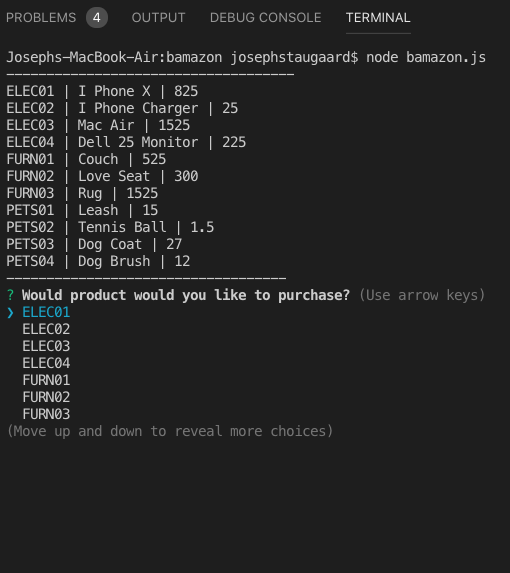 PROBLEMS 4 OUTPUT DEBUG CONSOLE TERMINAL
Josephs-MacBook-Air:bamazon josephstaugaard$ node bamazon.js
------------------------------------
ELEC01 | I Phone X | 825
ELEC02 | I Phone Charger | 25
ELEC03 | Mac Air | 1525
ELEC04 | Dell 25 Monitor | 225
FURN01 | Couch | 525
FURN02 | Love Seat | 300
FURN03 | Rug | 1525
PETS01 | Leash | 15
PETS02 | Tennis Ball | 1.5
PETS03 | Dog Coat | 27
PETS04 | Dog Brush | 12
-----------------------------------
? Would product would you like to purchase? (Use arrow keys)
❯ ELEC01
ELEC02
ELEC03
ELEC04
FURN01
FURN02
FURN03
(Move up and down to reveal more choices)